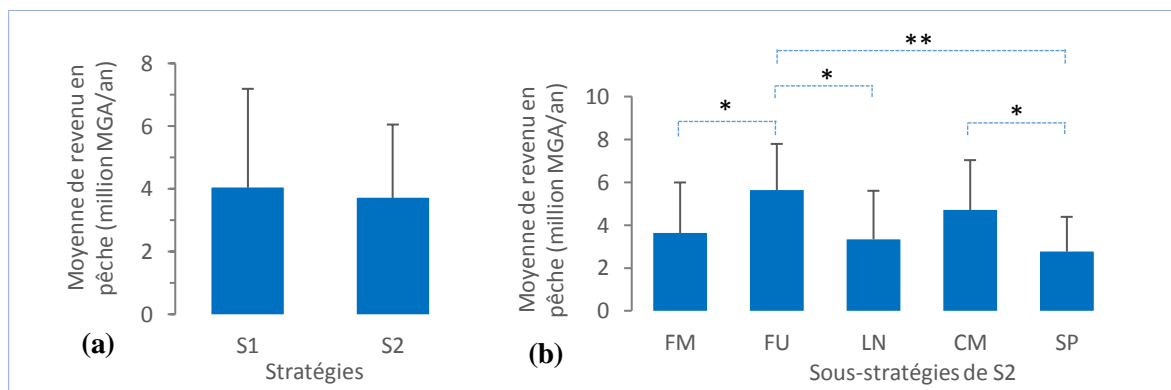 Moyenne de revenu en
pêche (million MGA/an)
8
6
4
2
0
S1 S2
Stratégies
(a)
Moyenne de revenu en
pêche (million MGA/an)
10
8
6
4
2
0
**
*
*
*
FM FU LN CM SP
Sous-stratégies de S2
(b)